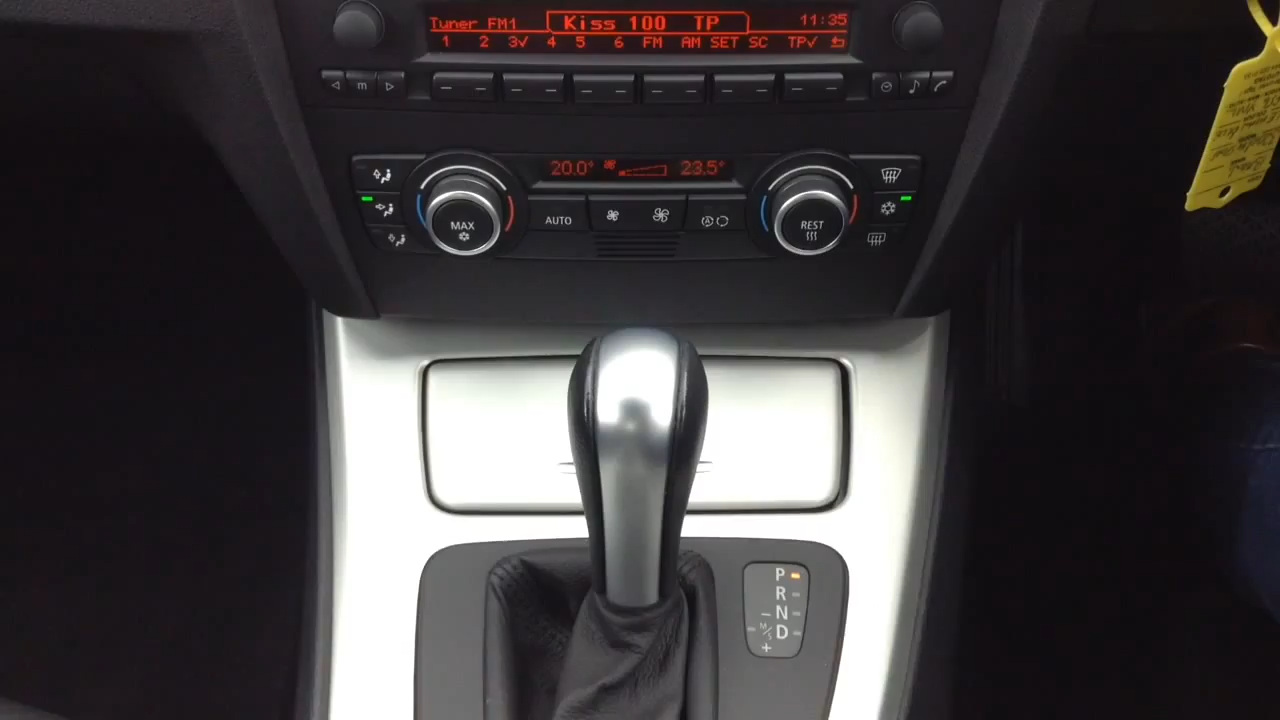 Tuner FM1 Kiss 100 TP 11:35
1 2 3√ 4 5 6 FM AM SET SC TP√
m
20.0° 23.5°
MAX AUTO A REST
P
R
– N
M/S D
+